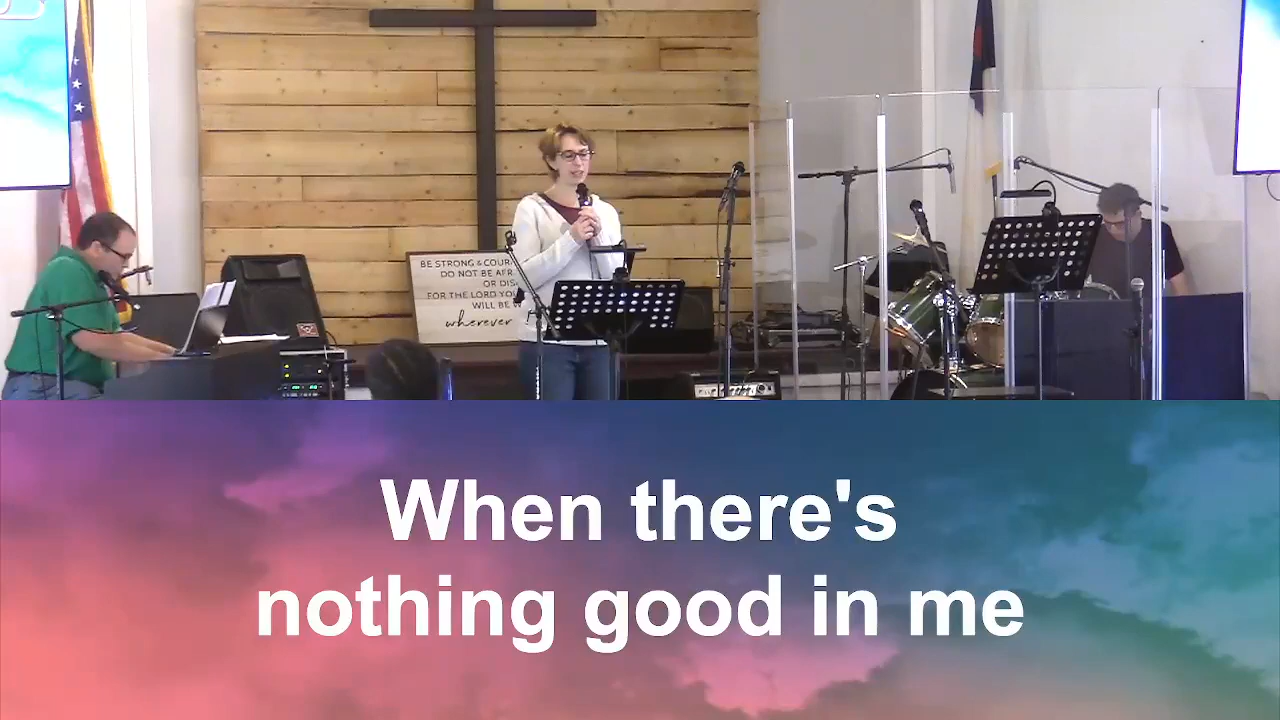 BE STRONG & COUR
DO NOT BE AFR
OR DIS
FOR THE LORD YOU
WILL BE W
wherever
When there's
nothing good in me